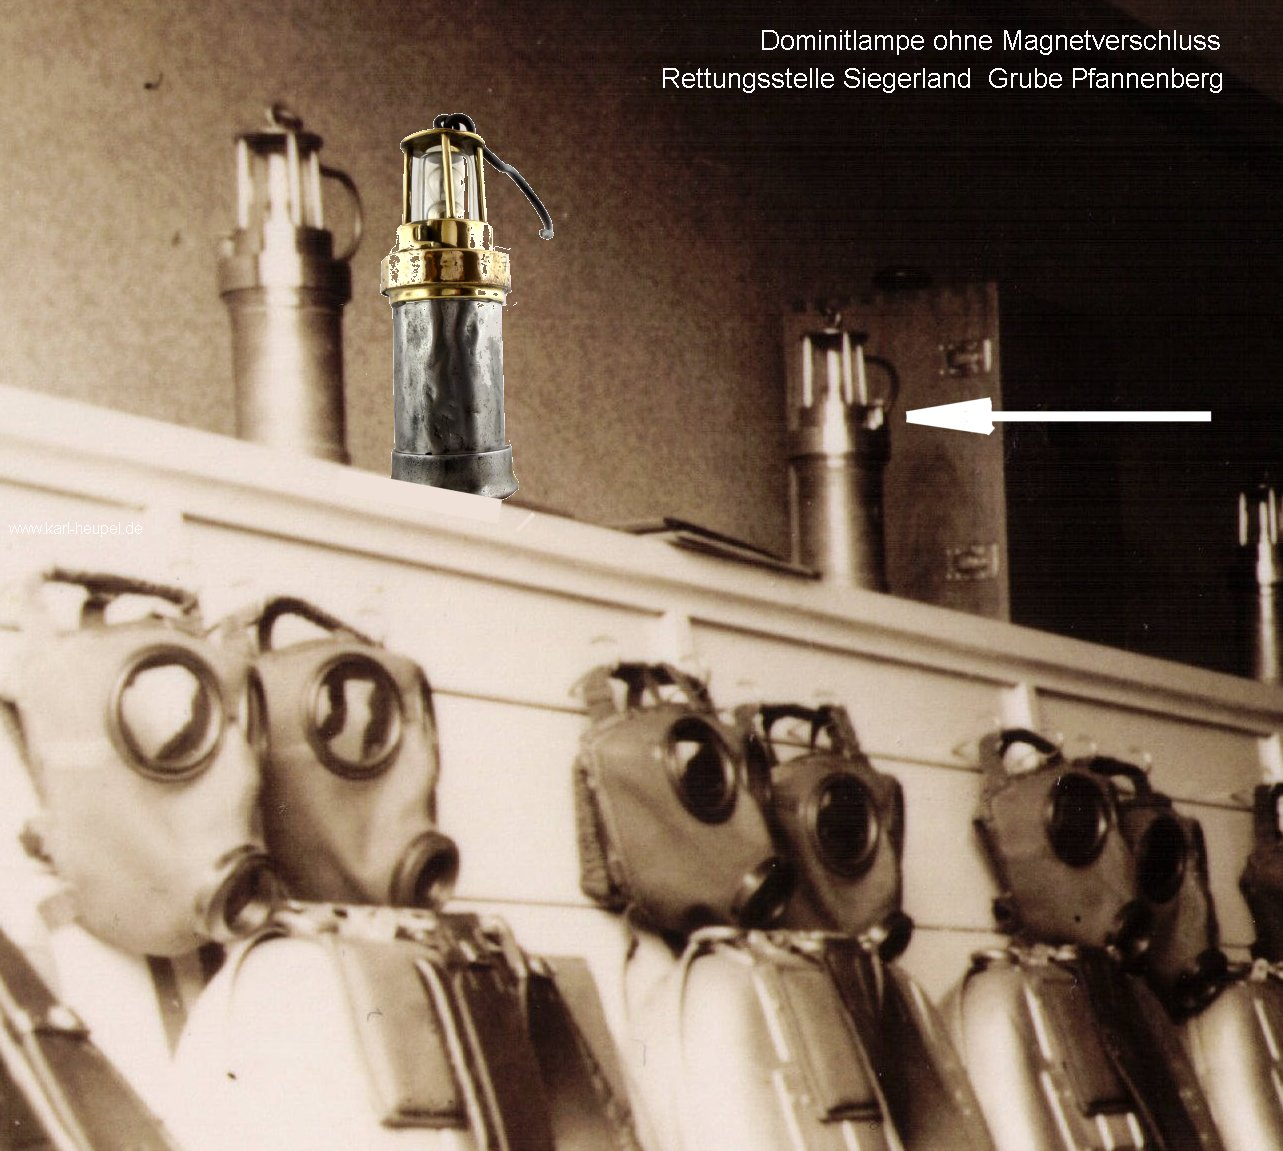 Dominitlampe ohne Magnetverschluss
Rettungsstelle Siegerland  Grube Pfannenberg
www.karl-heupel.de